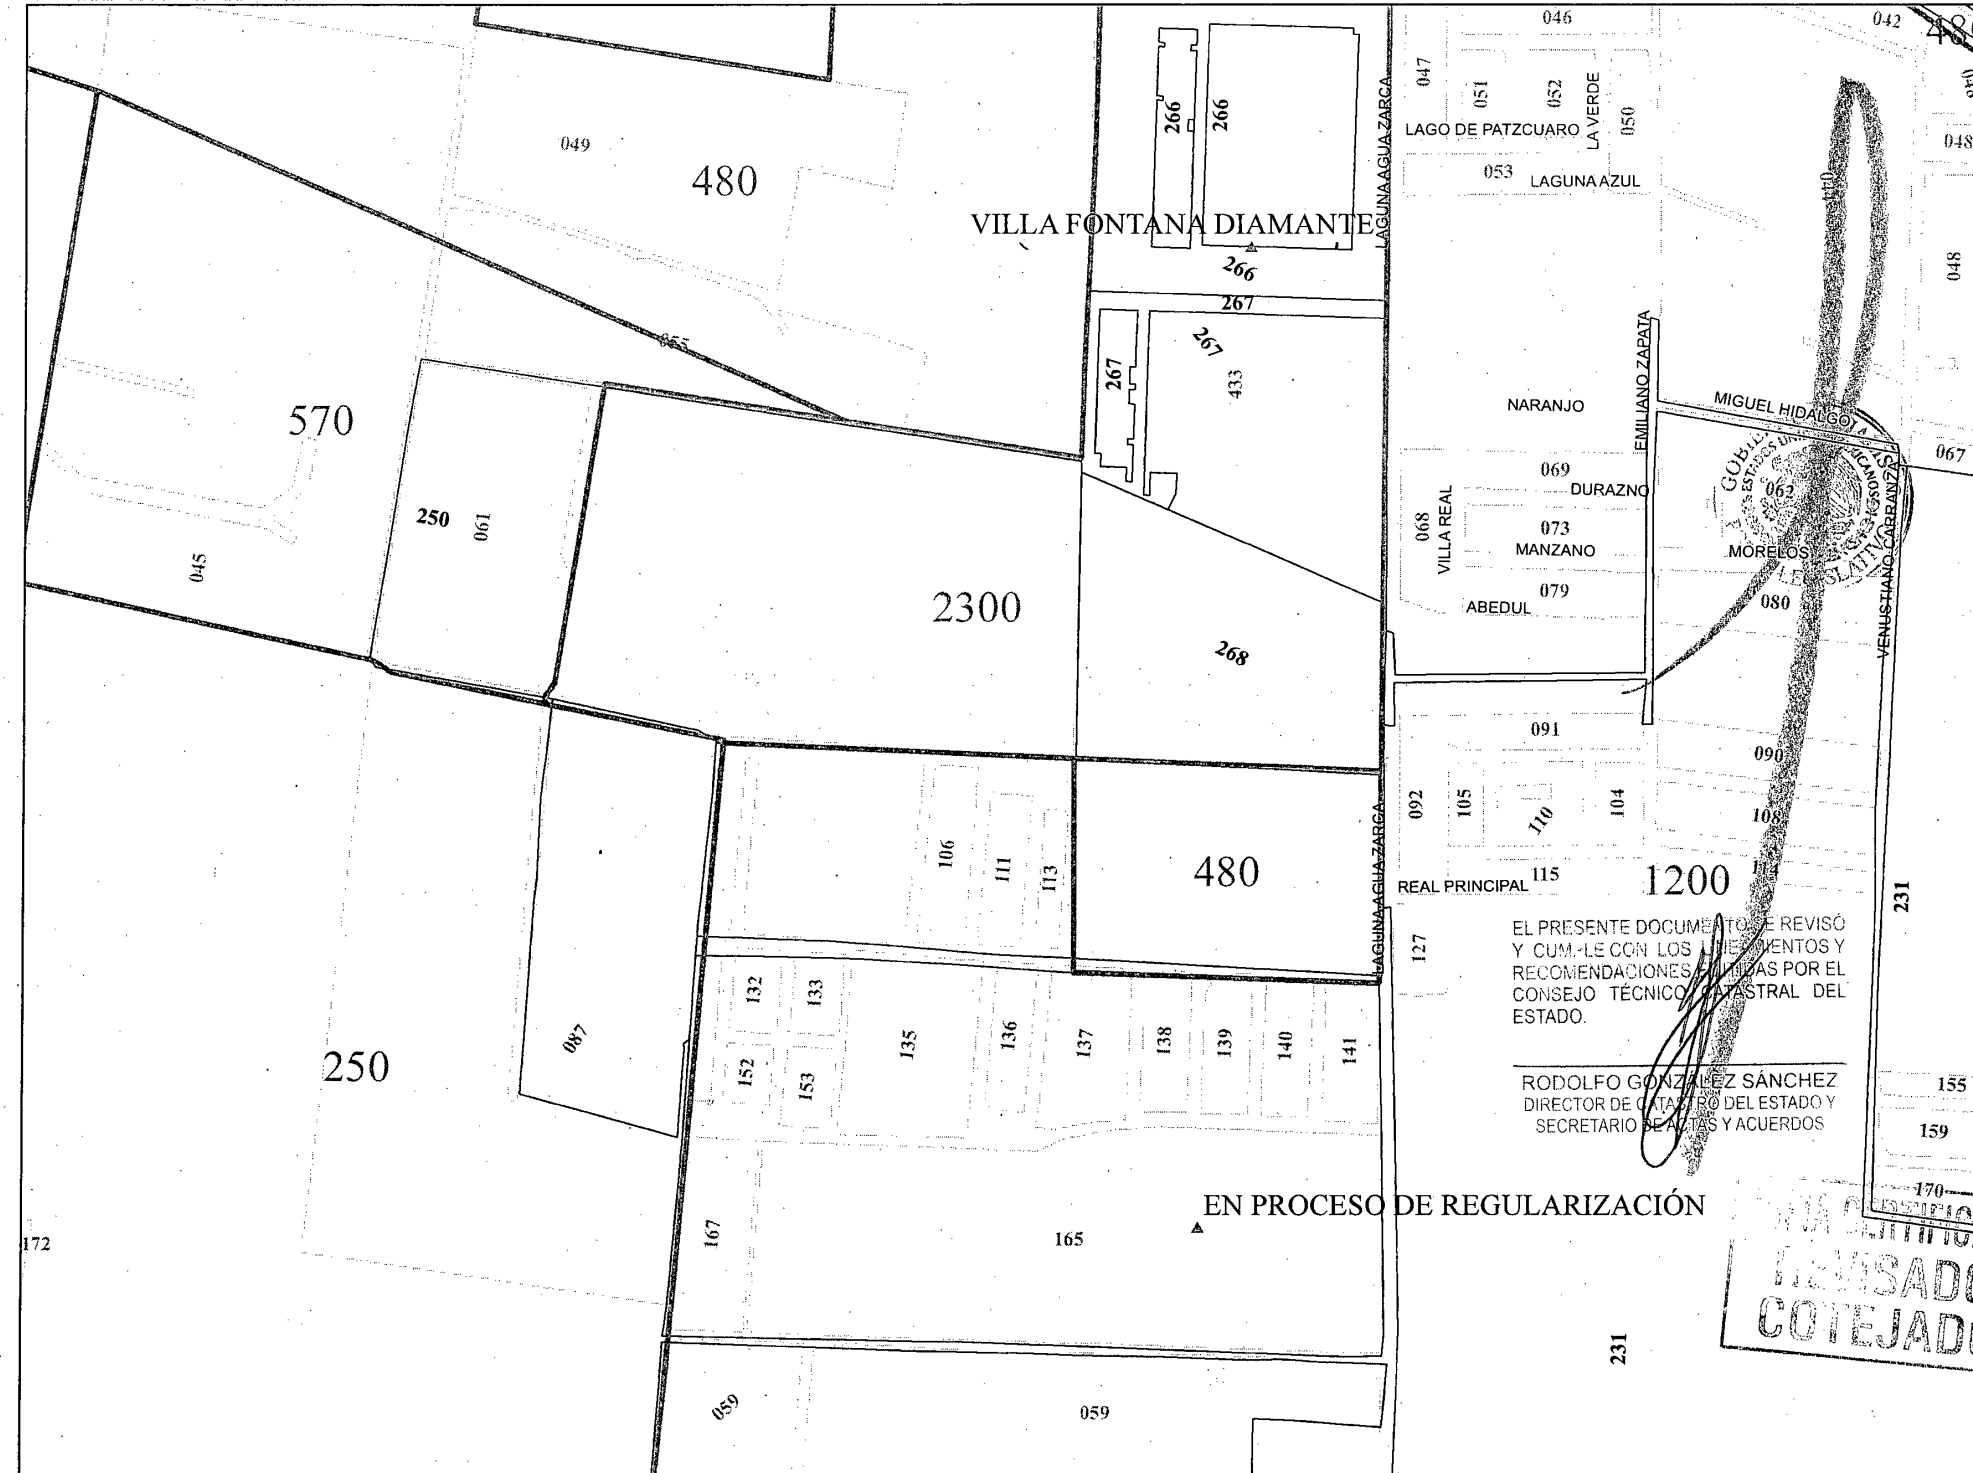 046
042
48
047
051
052
LA VERDE
050
266
266
LAGUNA AGUA ZARCA
LAGO DE PATZCUARO
048
049
480
053
LAGUNA AZUL
VILLA FONTANA DIAMANTE
048
266
267
267
267
433
EMILIANO ZAPATA
570
NARANJO
MIGUEL HIDALGO
067
069
DURAZNO
062
250
061
068
VILLA REAL
073
MANZANO
MORELOS
VENUSTIANO CARRANZA
045
079
ABEDUL
080
2300
268
091
090
092
105
110
104
108
106
111
113
480
LAGUNA AGUA ZARCA
REAL PRINCIPAL
115
1200
231
127
EL PRESENTE DOCUMENTO SE REVISÓ
Y CUMPLE CON LOS LINEAMIENTOS Y
RECOMENDACIONES EMITIDAS POR EL
CONSEJO TÉCNICO CATASTRAL DEL
ESTADO.
RODOLFO GONZÁLEZ SÁNCHEZ
DIRECTOR DE CATASTRO DEL ESTADO Y
SECRETARIO DE ACTAS Y ACUERDOS
132
133
135
136
137
138
139
140
141
087
250
152
153
155
159
170
EN PROCESO DE REGULARIZACIÓN
172
167
165
REVISADO
COTEJADO
231
059
059